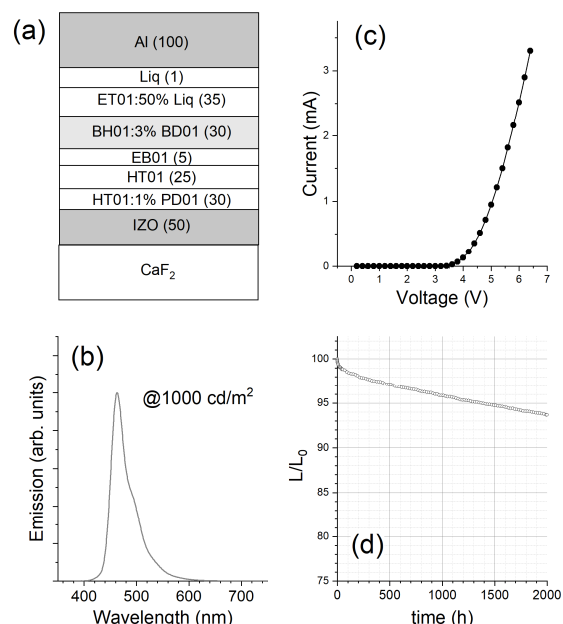 (a)
Al (100)
Liq (1)
ET01:50% Liq (35)
BH01:3% BD01 (30)
EB01 (5)
HT01 (25)
HT01:1% PD01 (30)
IZO (50)
CaF₂
(c)
3
2
1
0
0 1 2 3 4 5 6 7
Current (mA)
Voltage (V)
(b)
@1000 cd/m²
Emission (arb. units)
400 500 600 700
Wavelength (nm)
100
95
90
85
80
75
L/L₀
(d)
0 500 1000 1500 2000
time (h)